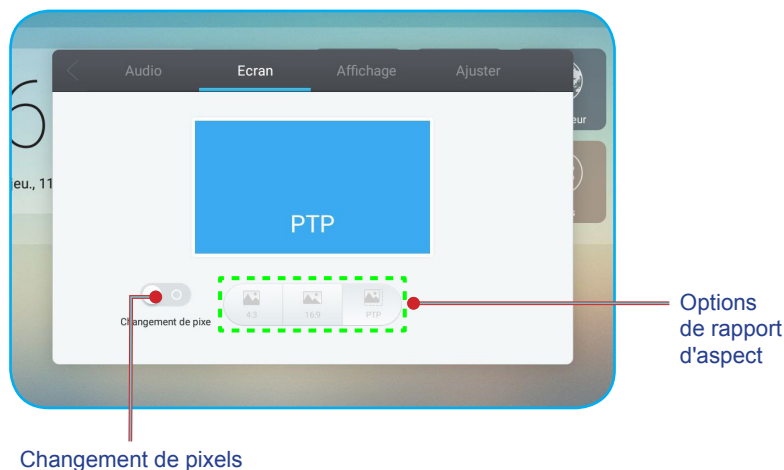 Audio
Ecran
Affichage
Ajuster
6
eur
jeu., 11
s
PTP
4:3
16:9
PTP
Changement de pixe
Options
de rapport
d'aspect
Changement de pixels